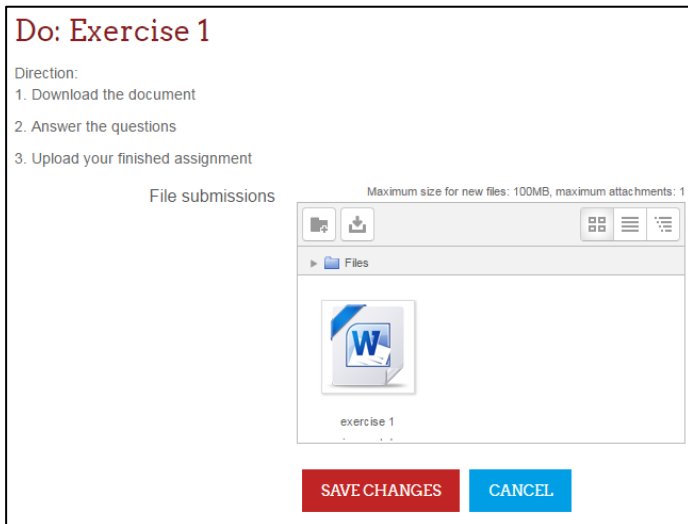 Do: Exercise 1
Direction:
1. Download the document
2. Answer the questions
3. Upload your finished assignment
File submissions
Maximum size for new files: 100MB, maximum attachments: 1
Files
W
exercise 1
SAVE CHANGES
CANCEL